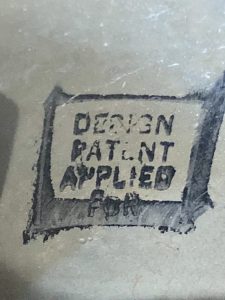 DESIGN
PATENT
APPLIED
FOR